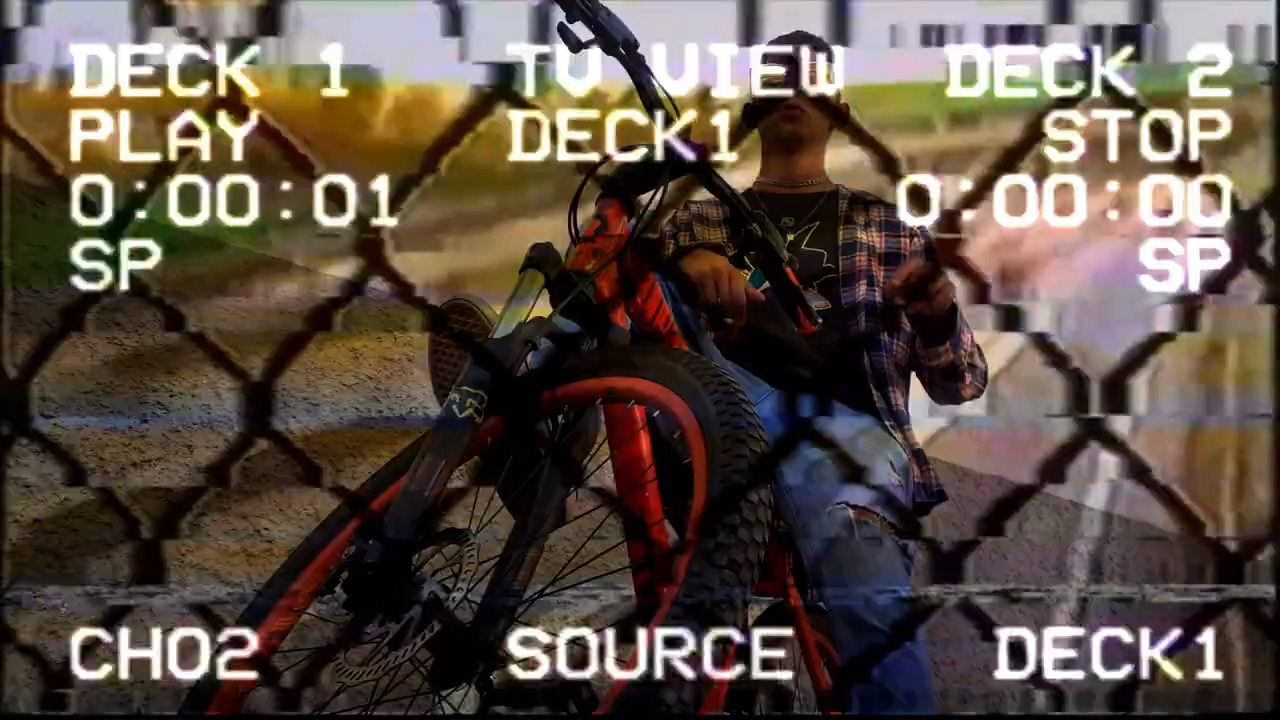 DECK 1
PLAY
0:00:01
SP
TV VIEW
DECK1
DECK 2
STOP
0:00:00
SP
CH02
SOURCE
DECK1